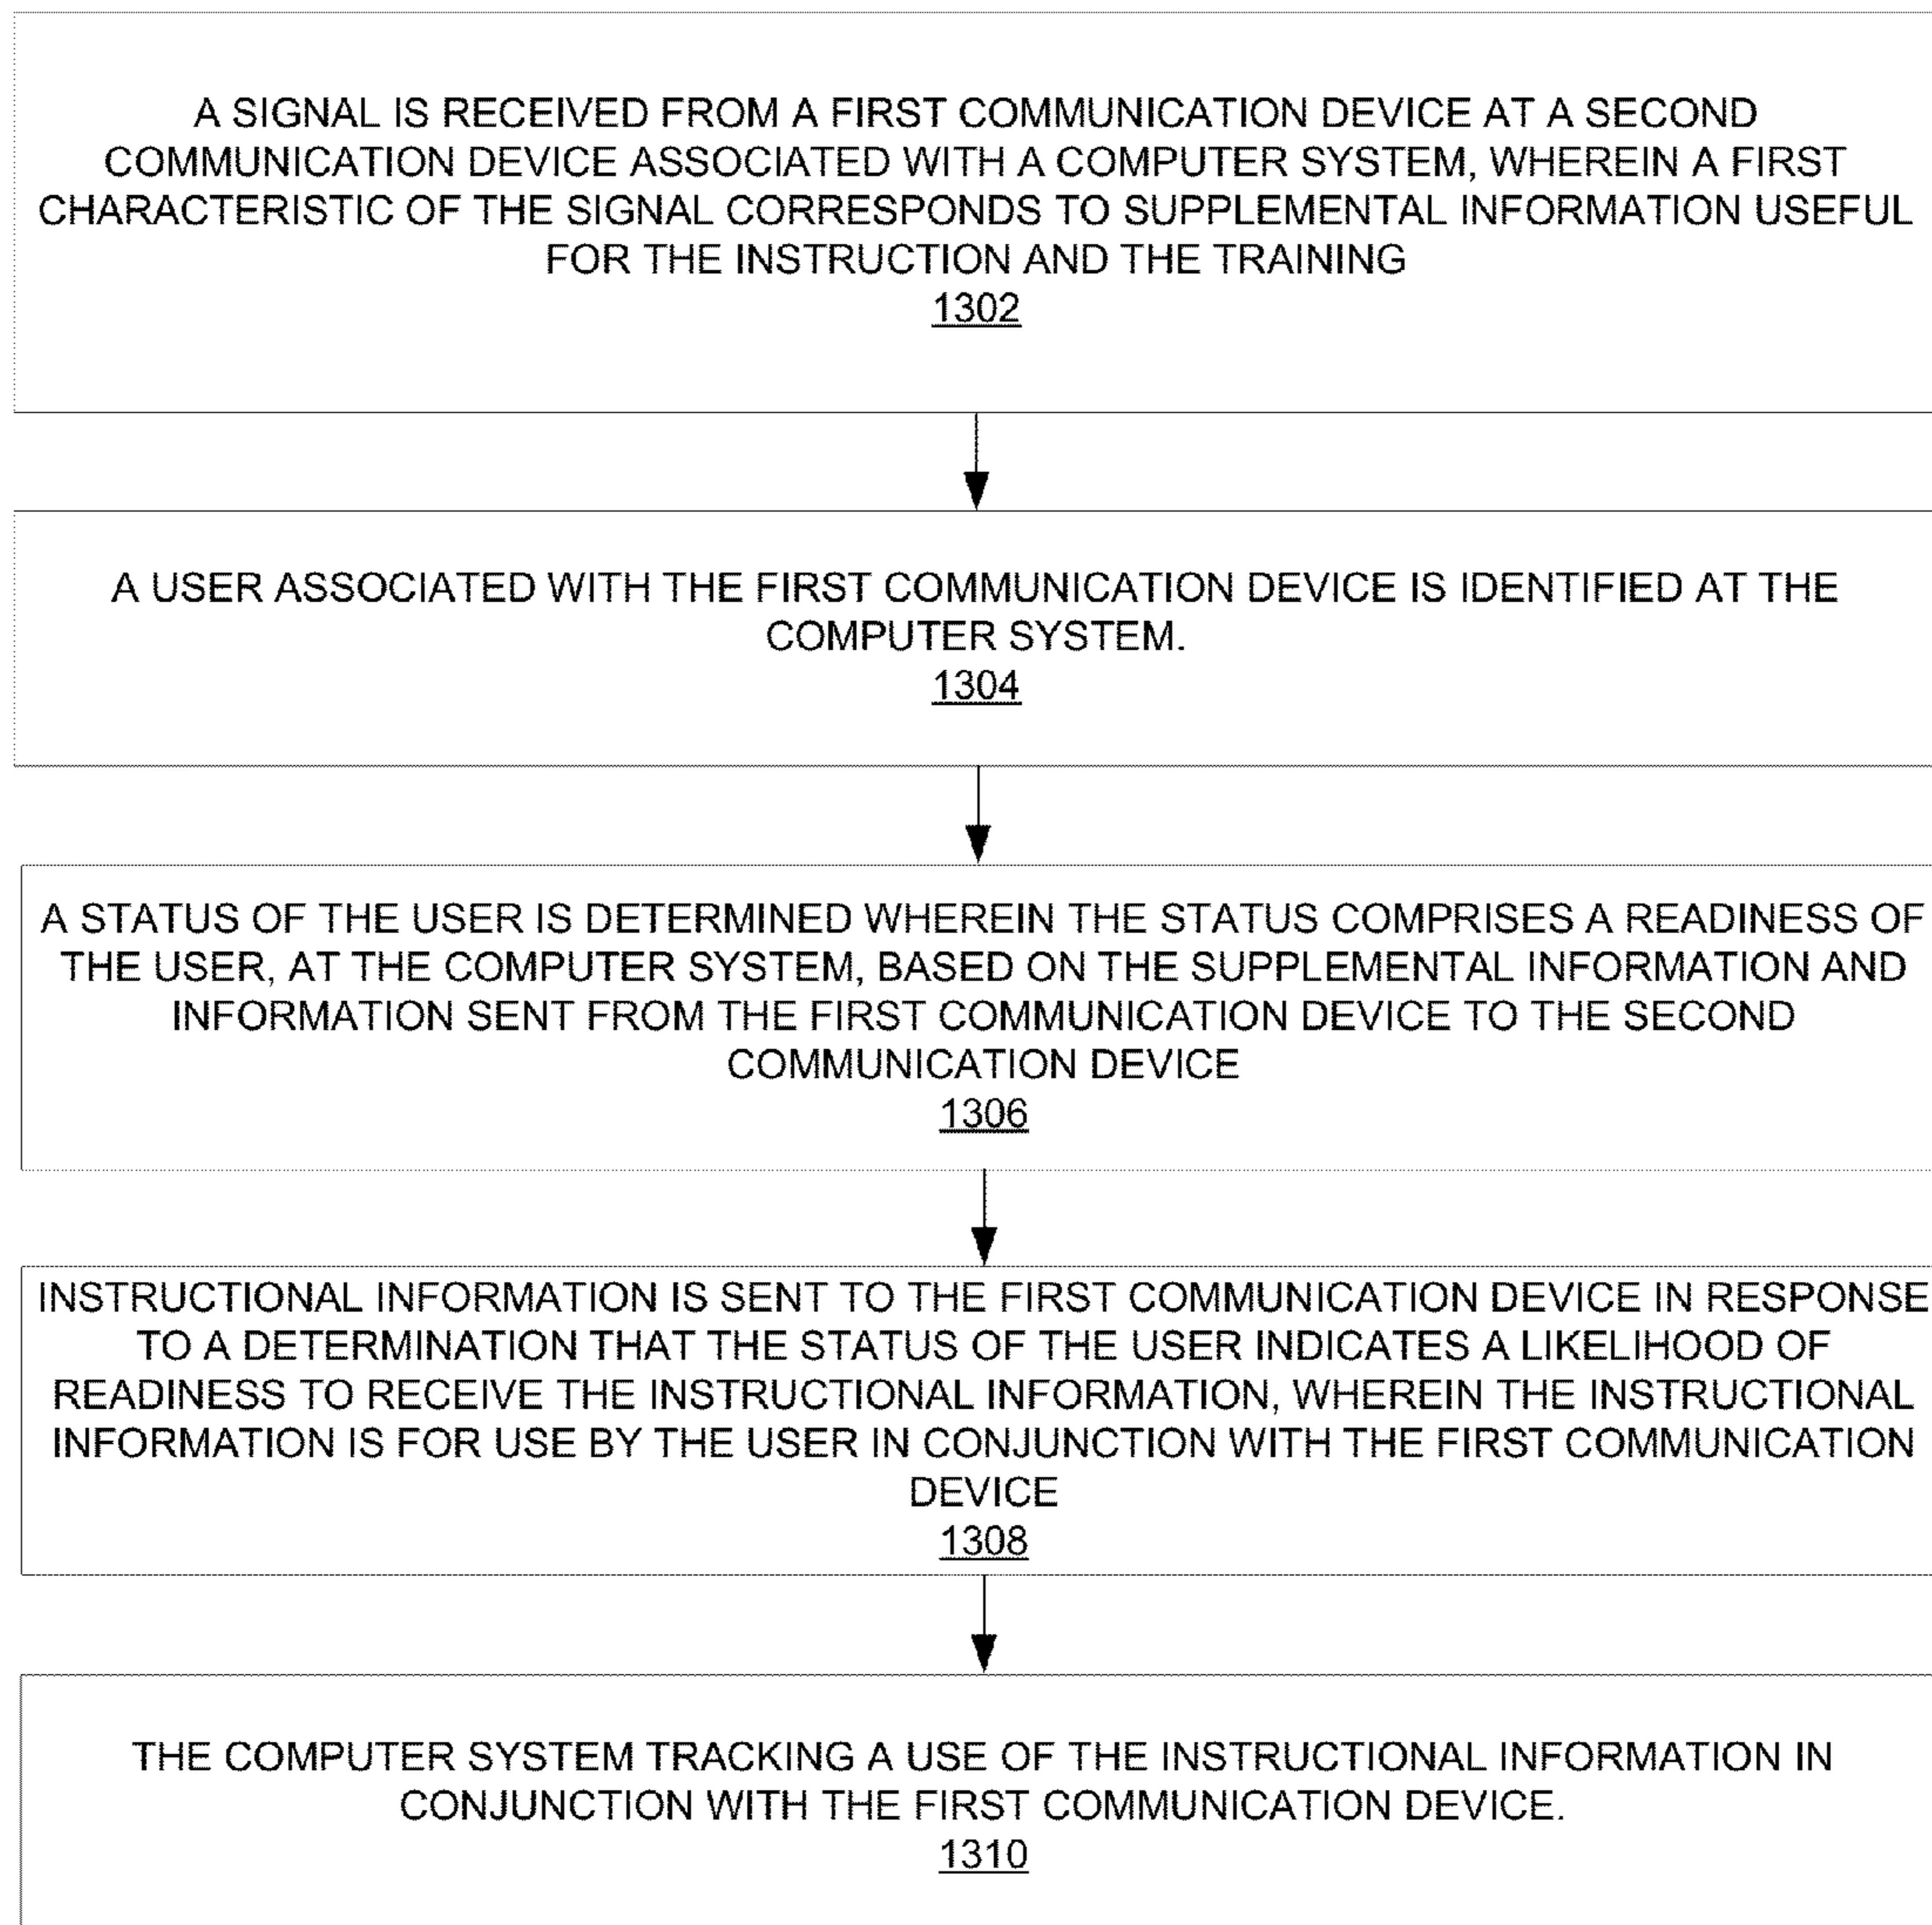 A SIGNAL IS RECEIVED FROM A FIRST COMMUNICATION DEVICE AT A SECOND
COMMUNICATION DEVICE ASSOCIATED WITH A COMPUTER SYSTEM, WHEREIN A FIRST
CHARACTERISTIC OF THE SIGNAL CORRESPONDS TO SUPPLEMENTAL INFORMATION USEFUL
FOR THE INSTRUCTION AND THE TRAINING
1302
A USER ASSOCIATED WITH THE FIRST COMMUNICATION DEVICE IS IDENTIFIED AT THE
COMPUTER SYSTEM.
1304
A STATUS OF THE USER IS DETERMINED WHEREIN THE STATUS COMPRISES A READINESS OF
THE USER, AT THE COMPUTER SYSTEM, BASED ON THE SUPPLEMENTAL INFORMATION AND
INFORMATION SENT FROM THE FIRST COMMUNICATION DEVICE TO THE SECOND
COMMUNICATION DEVICE
1306
INSTRUCTIONAL INFORMATION IS SENT TO THE FIRST COMMUNICATION DEVICE IN RESPONSE
TO A DETERMINATION THAT THE STATUS OF THE USER INDICATES A LIKELIHOOD OF
READINESS TO RECEIVE THE INSTRUCTIONAL INFORMATION, WHEREIN THE INSTRUCTIONAL
INFORMATION IS FOR USE BY THE USER IN CONJUNCTION WITH THE FIRST COMMUNICATION
DEVICE
1308
THE COMPUTER SYSTEM TRACKING A USE OF THE INSTRUCTIONAL INFORMATION IN
CONJUNCTION WITH THE FIRST COMMUNICATION DEVICE.
1310